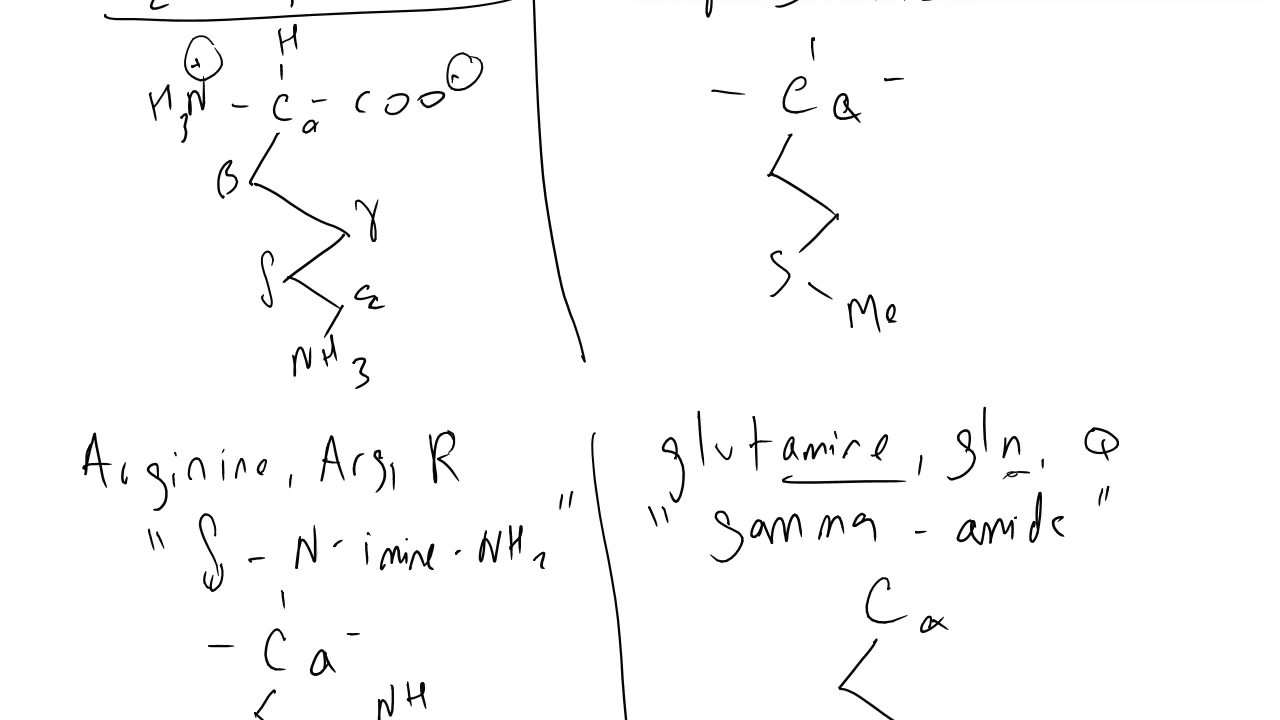 H
H₃N⊕ - Cα - COO⊖
β
γ
δ
ε
NH3
- Cα -
S
Me
Arginine, Arg, R
"δ - N - imine - NH2"
- Cα -
NH
glutamine, gln, Q
"gamma - amide"
Cα